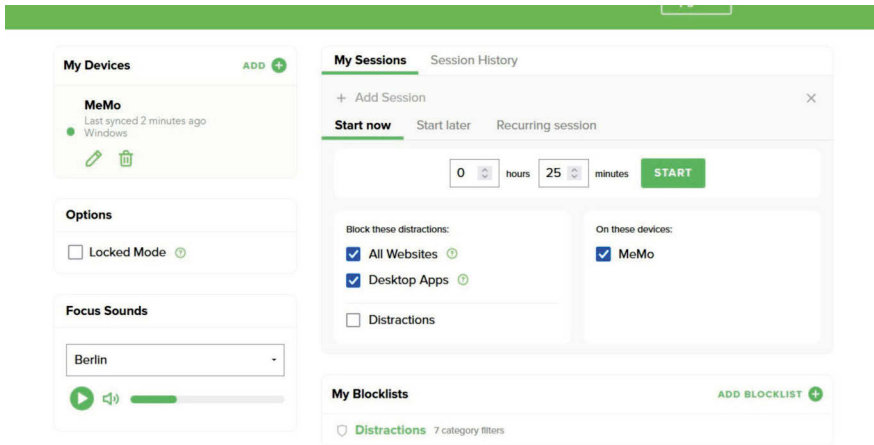 My Devices
ADD
MeMo
Last synced 2 minutes ago
Windows
Options
Locked Mode
Focus Sounds
Berlin
My Sessions Session History
+ Add Session
Start now Start later Recurring session
0 hours 25 minutes START
Block these distractions:
All Websites
Desktop Apps
Distractions
On these devices:
MeMo
My Blocklists
ADD BLOCKLIST
Distractions 7 category filters